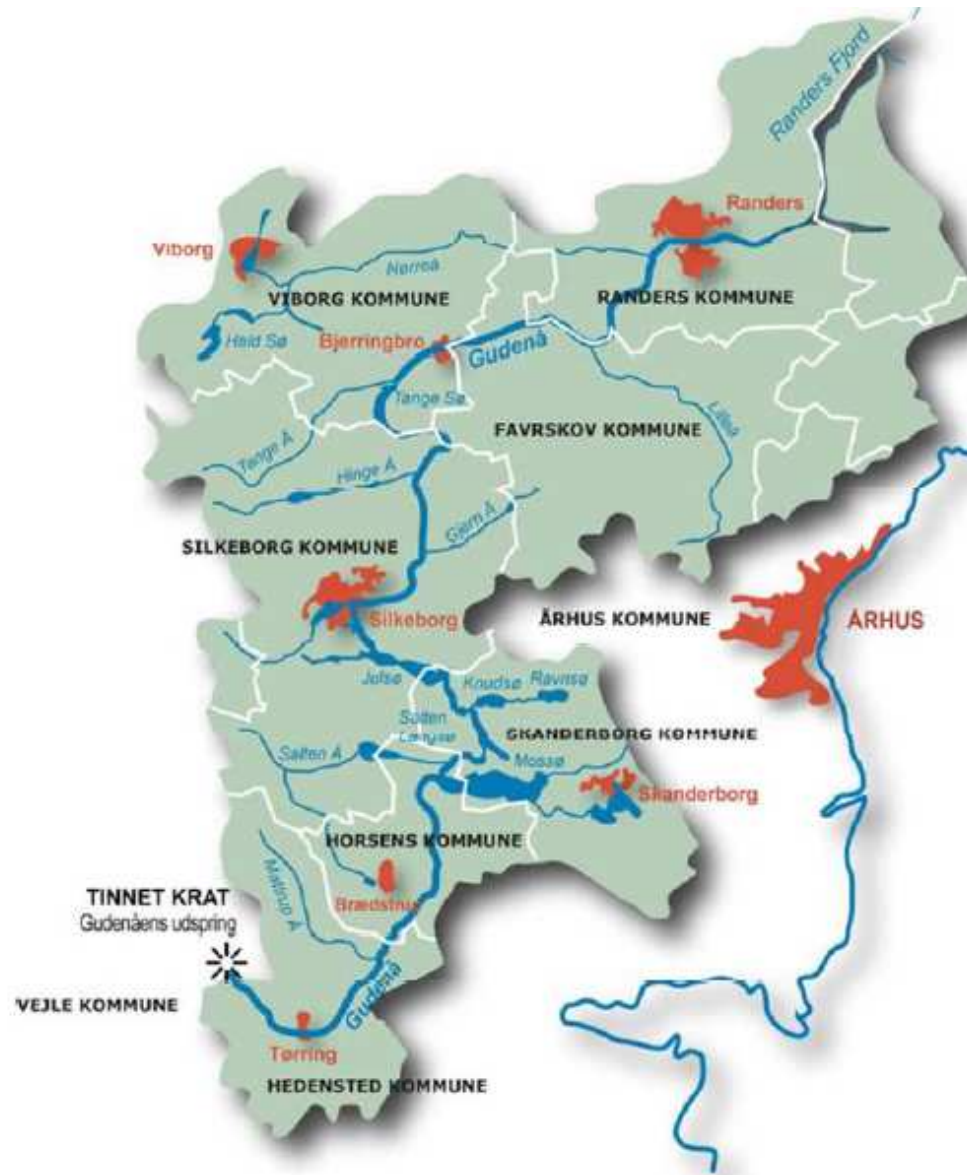 Randers Fjord
Randers
Viborg
Nørreå
VIBORG KOMMUNE
RANDERS KOMMUNE
Hald Sø
Bjerringbro
Gudenå
Tange Sø
Lilleå
FAVRSKOV KOMMUNE
Tange Å
Hinge Å
Gjern Å
SILKEBORG KOMMUNE
Silkeborg
ÅRHUS KOMMUNE
ÅRHUS
Julsø
Knudsø
Ravnsø
Salten
Langsø
SKANDERBORG KOMMUNE
Salten Å
Mossø
Skanderborg
HORSENS KOMMUNE
Mattrup Å
Brædstrup
TINNET KRAT
Gudenåens udspring
Gudenå
VEJLE KOMMUNE
Tørring
HEDENSTED KOMMUNE